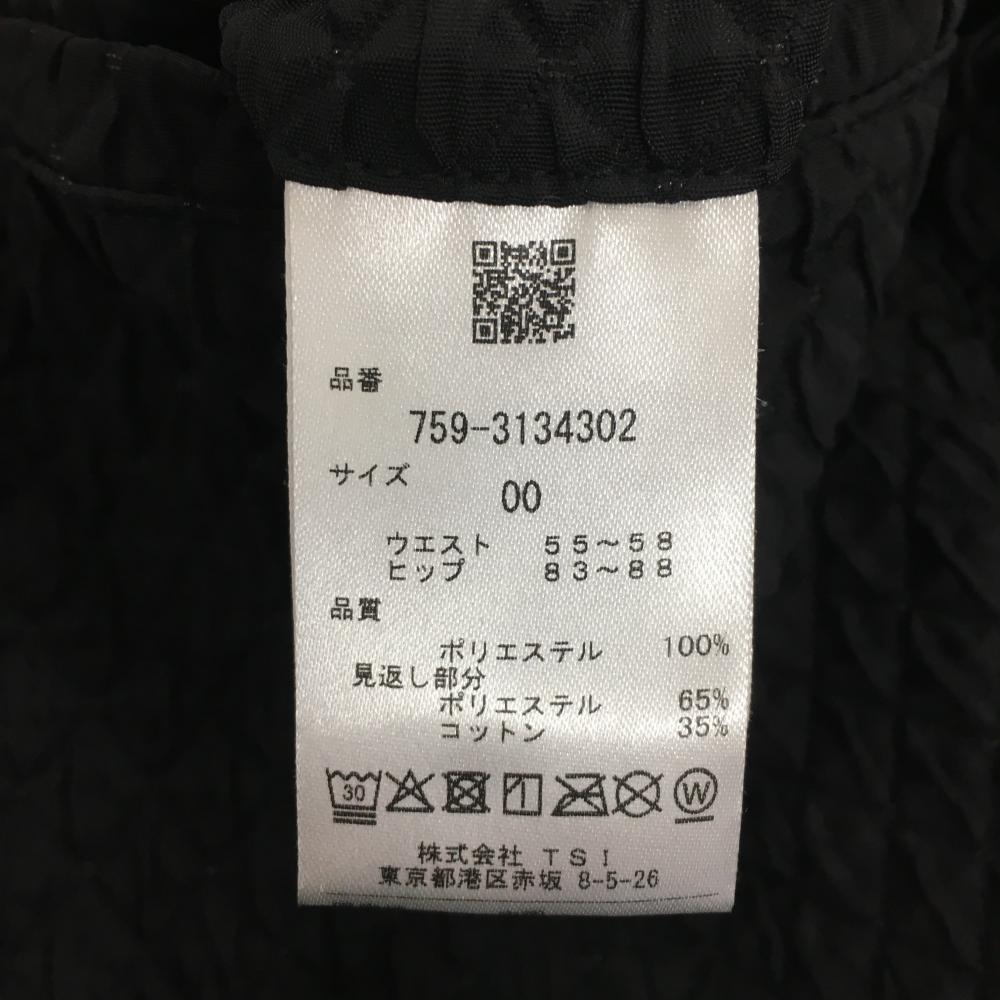 品番
759-3134302
サイズ
00
ウエスト 55〜58
ヒップ 83〜88
品質
ポリエステル 100%
見返し部分
ポリエステル 65%
コットン 35%
30 W
株式会社 TSI
東京都港区赤坂 8-5-26